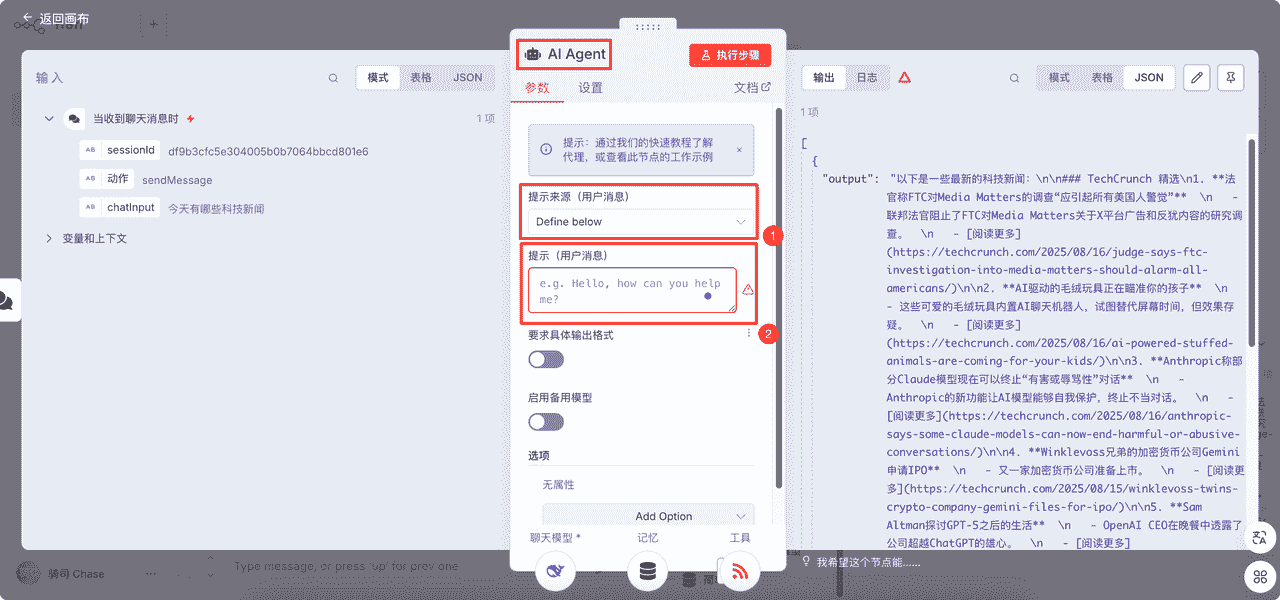 返回画布
输入
模式
表格
JSON
当收到聊天消息时
1 项
AB
sessionId
df9b3cfc5e304005b0b7064bbcd801e6
AB
动作
sendMessage
AB
chatInput
今天有哪些科技新闻
变量和上下文
AI Agent
执行步骤
参数
设置
文档
提示：通过我们的快速教程了解
代理，或查看此节点的工作示例
×
提示来源（用户消息）
Define below
1
提示（用户消息）
e.g. Hello, how can you help
me?
2
要求具体输出格式
启用备用模型
选项
无属性
Add Option
聊天模型 *
记忆
工具
输出
日志
模式
表格
JSON
1 项
[
{
"output": "以下是一些最新的科技新闻：\n\n### TechCrunch 精选\n1. **法
官称FTC对Media Matters的调查“应引起所有美国人警觉”** \n -
联邦法官阻止了FTC对Media Matters关于X平台广告和反犹内容的研究调
查。 \n - [阅读更多]
(https://techcrunch.com/2025/08/16/judge-says-ftc-
investigation-into-media-matters-should-alarm-all-
americans/)\n\n2. **AI驱动的毛绒玩具正在瞄准你的孩子** \n
- 这些可爱的毛绒玩具内置AI聊天机器人，试图替代屏幕时间，但效果存
疑。 \n - [阅读更多]
(https://techcrunch.com/2025/08/16/ai-powered-stuffed-
animals-are-coming-for-your-kids/)\n\n3. **Anthropic称部
分Claude模型现在可以终止“有害或辱骂性”对话** \n -
Anthropic的新功能让AI模型能够自我保护，终止不当对话。 \n -
[阅读更多](https://techcrunch.com/2025/08/16/anthropic-
says-some-claude-models-can-now-end-harmful-or-abusive-
conversations/)\n\n4. **Winklevoss兄弟的加密货币公司Gemini
申请IPO** \n - 又一家加密货币公司准备上市。 \n - [阅读更
多](https://techcrunch.com/2025/08/15/winklevoss-twins-
crypto-company-gemini-files-for-ipo/)\n\n5. **Sam
Altman探讨GPT-5之后的生活** \n - OpenAI CEO在晚餐中透露了
公司超越ChatGPT的雄心。 \n - [阅读更多]
我希望这个节点能......
骑司 Chase
Type message, or press 'up' for prev one